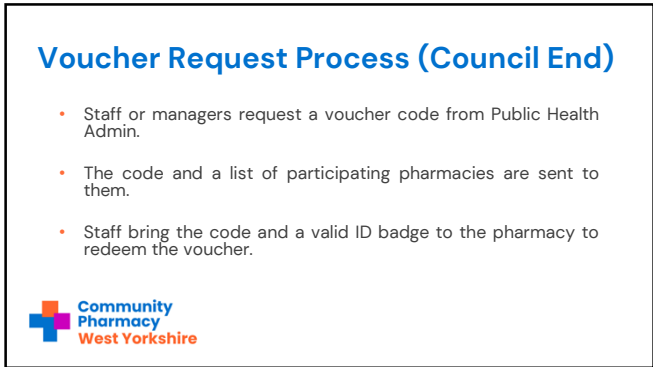 Voucher Request Process (Council End)
• Staff or managers request a voucher code from Public Health
Admin.
• The code and a list of participating pharmacies are sent to
them.
• Staff bring the code and a valid ID badge to the pharmacy to
redeem the voucher.
Community
Pharmacy
West Yorkshire